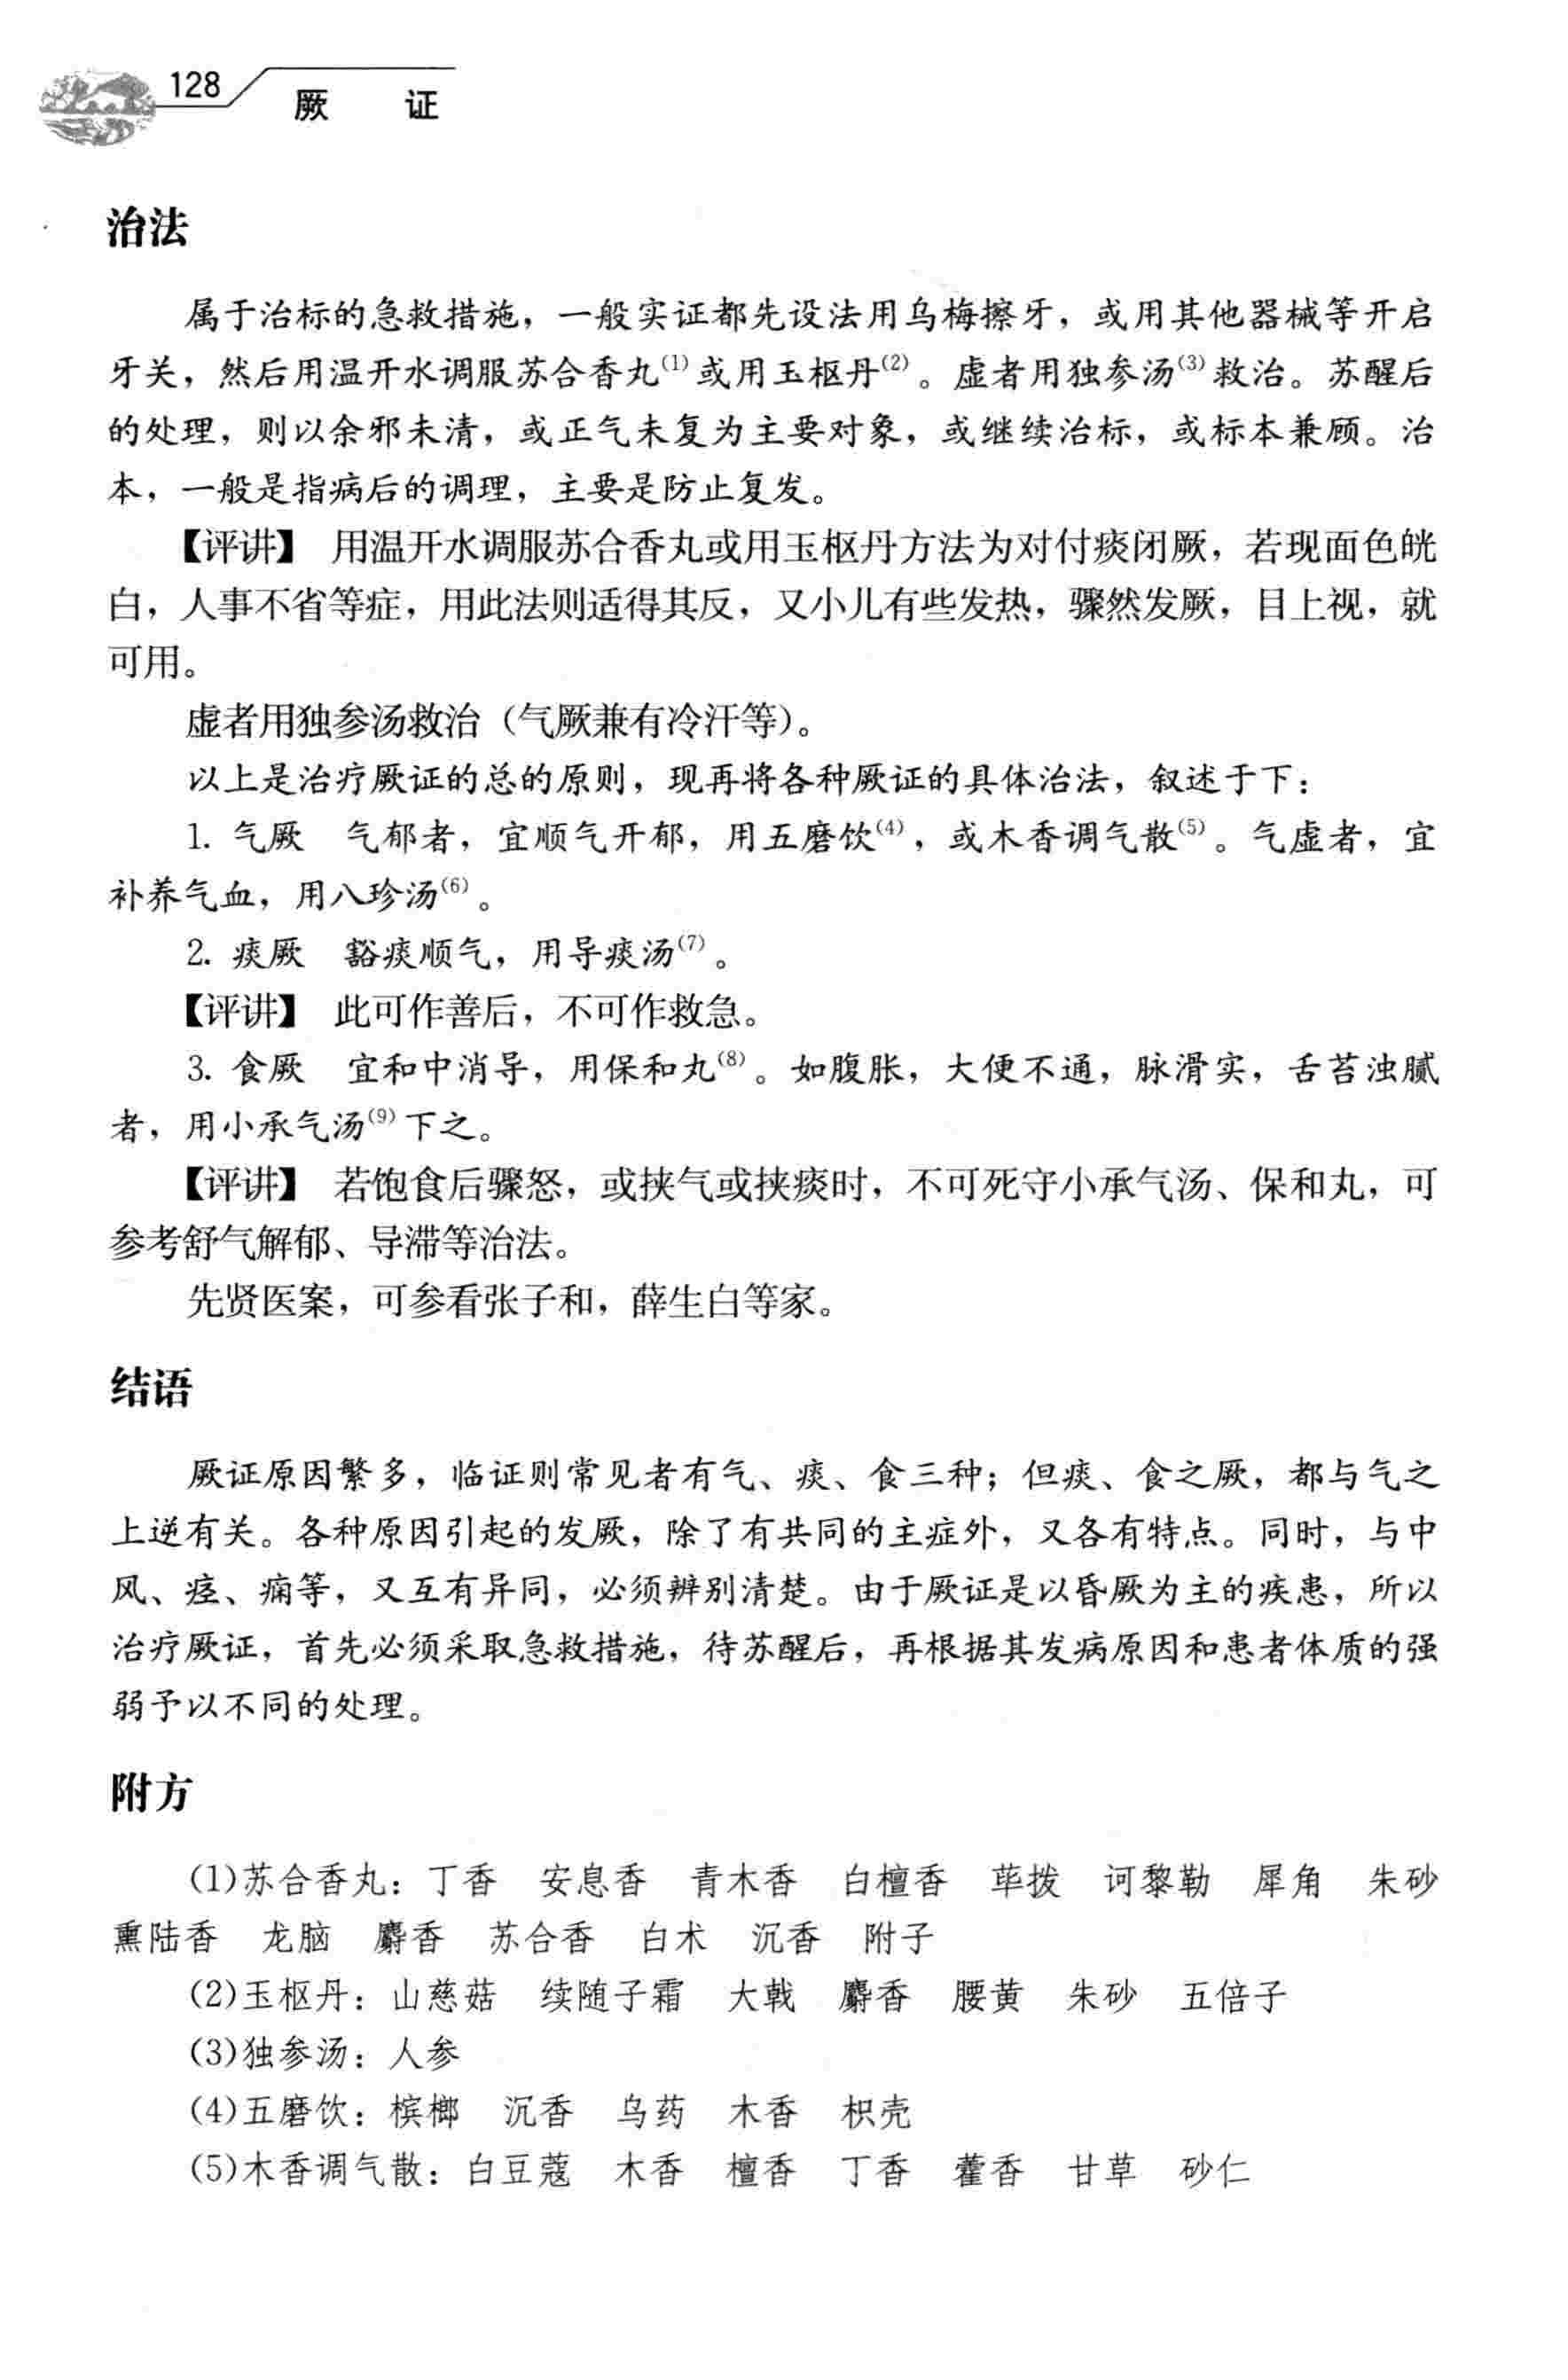 128
厥 证
治法
属于治标的急救措施，一般实证都先设法用乌梅擦牙，或用其他器械等开启
牙关，然后用温开水调服苏合香丸⁽¹⁾或用玉枢丹⁽²⁾。虚者用独参汤⁽³⁾救治。苏醒后
的处理，则以余邪未清，或正气未复为主要对象，或继续治标，或标本兼顾。治
本，一般是指病后的调理，主要是防止复发。
【评讲】 用温开水调服苏合香丸或用玉枢丹方法为对付痰闭厥，若现面色㿠
白，人事不省等症，用此法则适得其反，又小儿有些发热，骤然发厥，目上视，就
可用。
虚者用独参汤救治（气厥兼有冷汗等）。
以上是治疗厥证的总的原则，现再将各种厥证的具体治法，叙述于下：
1. 气厥 气郁者，宜顺气开郁，用五磨饮⁽⁴⁾，或木香调气散⁽⁵⁾。气虚者，宜
补养气血，用八珍汤⁽⁶⁾。
2. 痰厥 豁痰顺气，用导痰汤⁽⁷⁾。
【评讲】 此可作善后，不可作救急。
3. 食厥 宜和中消导，用保和丸⁽⁸⁾。如腹胀，大便不通，脉滑实，舌苔浊腻
者，用小承气汤⁽⁹⁾下之。
【评讲】 若饱食后骤怒，或挟气或挟痰时，不可死守小承气汤、保和丸，可
参考舒气解郁、导滞等治法。
先贤医案，可参看张子和，薛生白等家。
结语
厥证原因繁多，临证则常见者有气、痰、食三种；但痰、食之厥，都与气之
上逆有关。各种原因引起的发厥，除了有共同的主症外，又各有特点。同时，与中
风、痉、痫等，又互有异同，必须辨别清楚。由于厥证是以昏厥为主的疾患，所以
治疗厥证，首先必须采取急救措施，待苏醒后，再根据其发病原因和患者体质的强
弱予以不同的处理。
附方
(1)苏合香丸：丁香 安息香 青木香 白檀香 荜拨 诃黎勒 犀角 朱砂
熏陆香 龙脑 麝香 苏合香 白术 沉香 附子
(2)玉枢丹：山慈菇 续随子霜 大戟 麝香 腰黄 朱砂 五倍子
(3)独参汤：人参
(4)五磨饮：槟榔 沉香 乌药 木香 枳壳
(5)木香调气散：白豆蔻 木香 檀香 丁香 藿香 甘草 砂仁